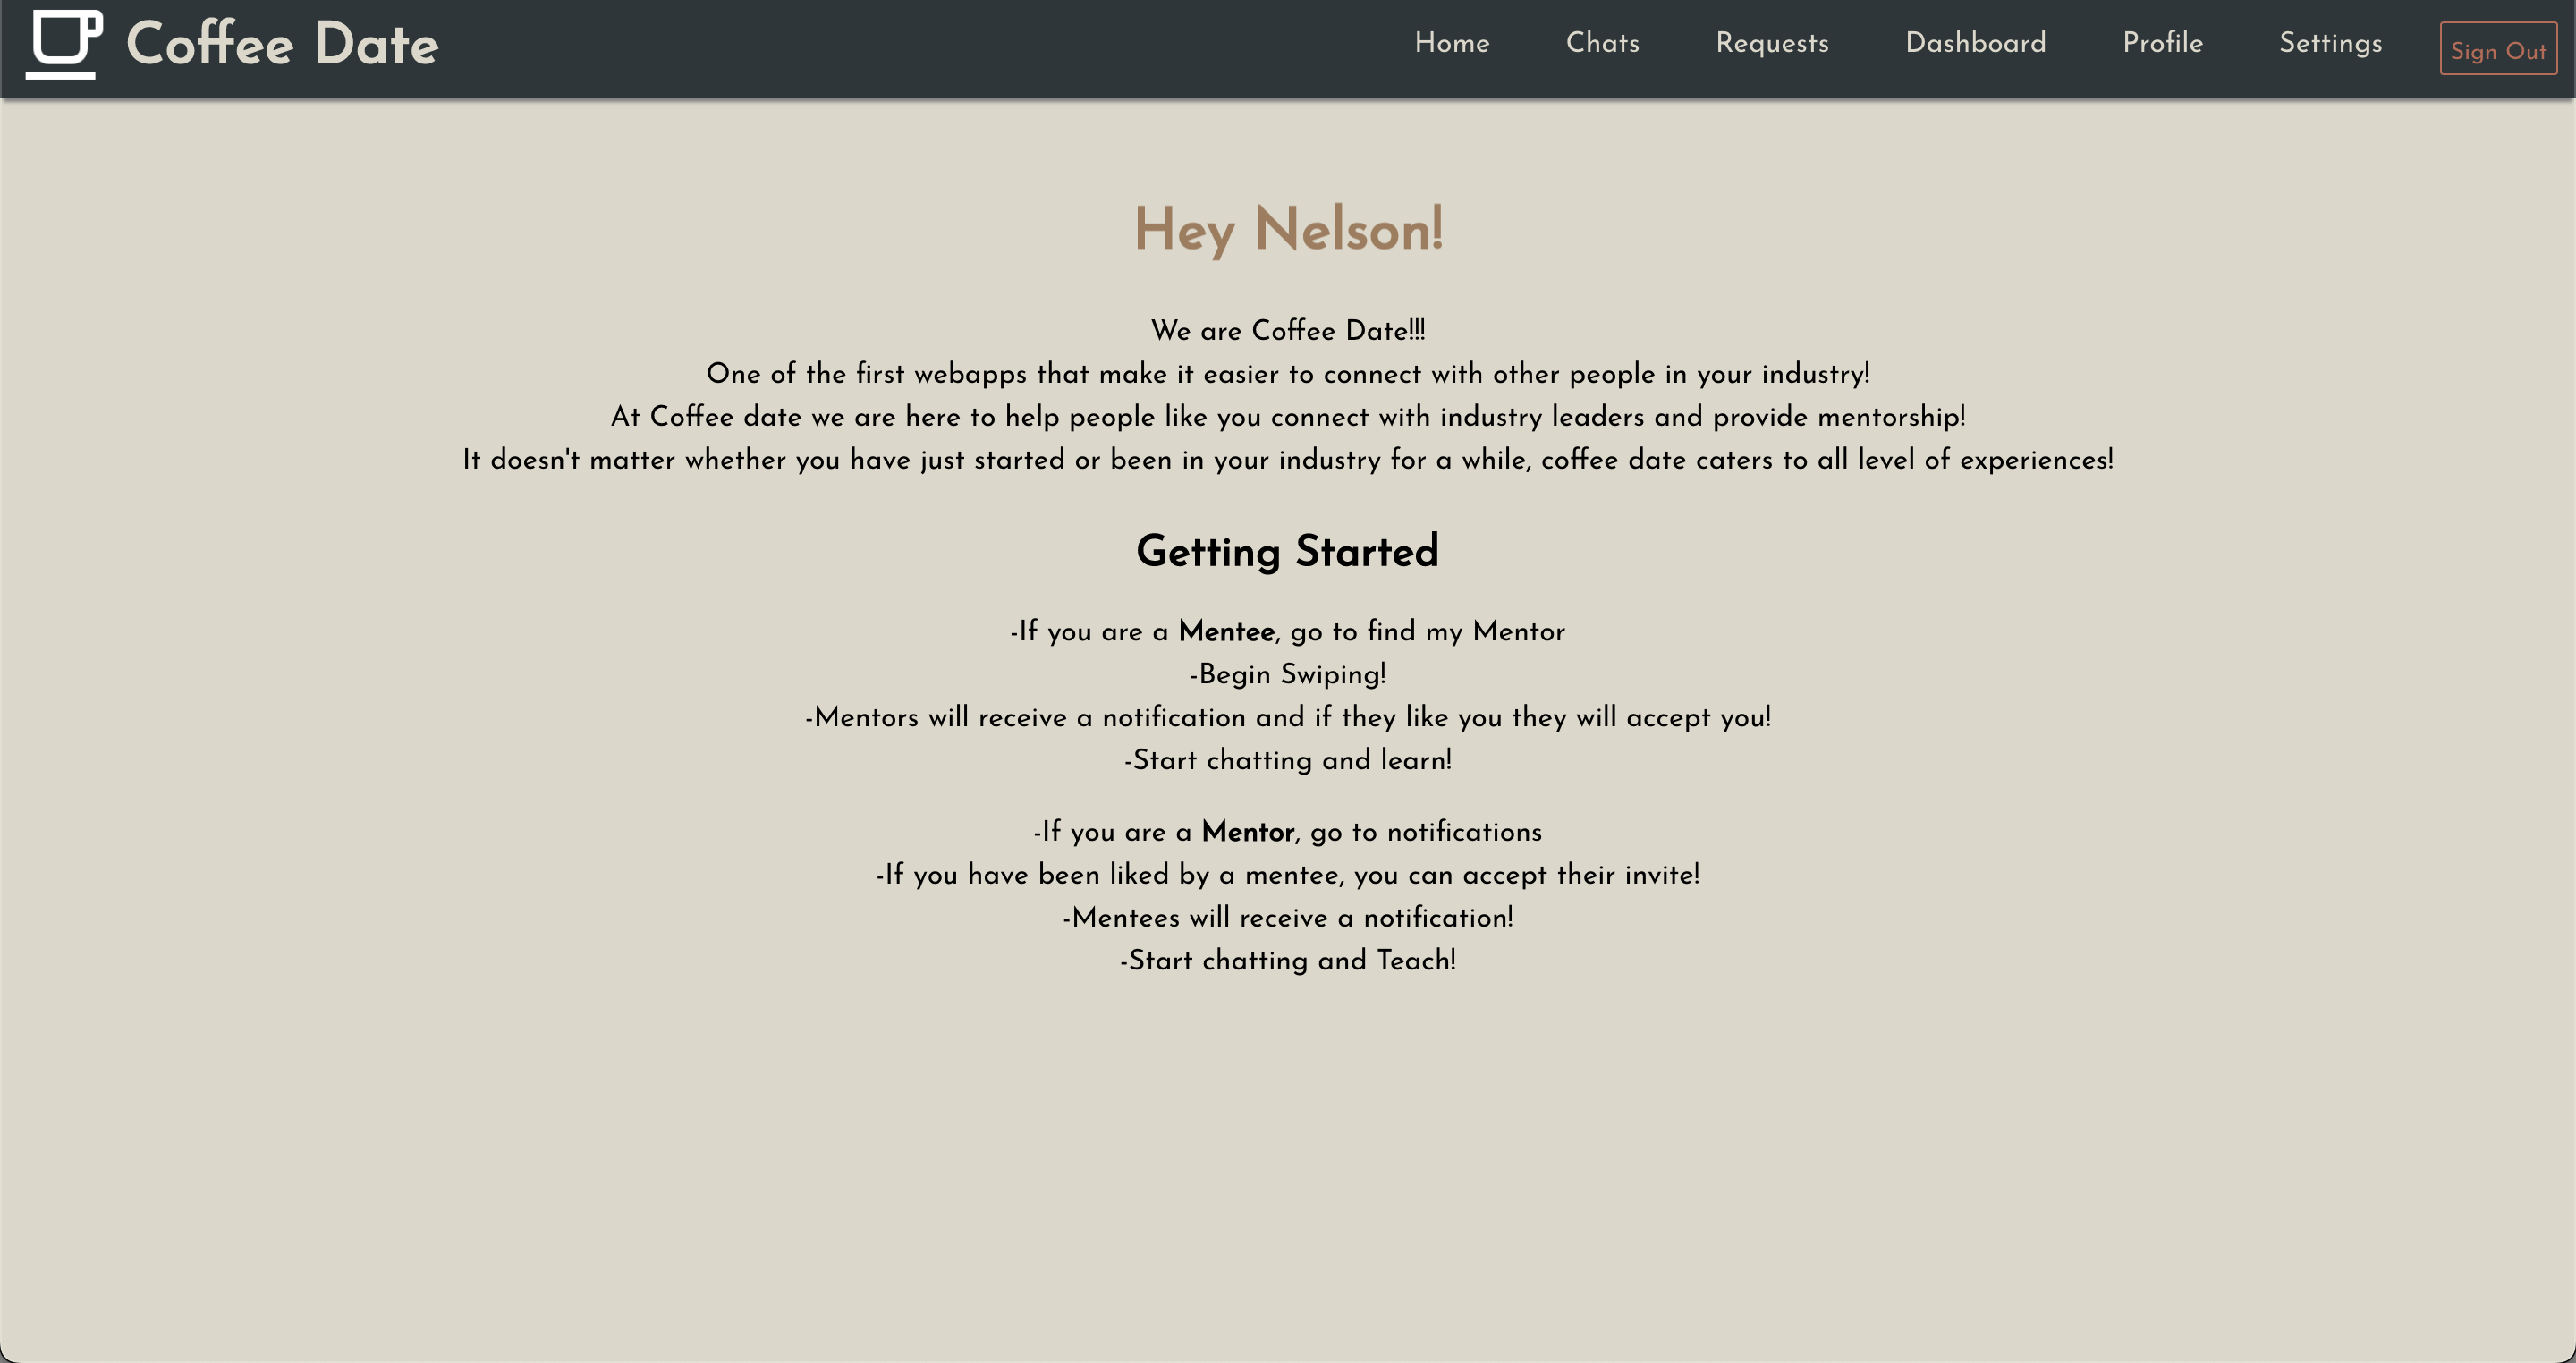 Coffee Date
Home Chats Requests Dashboard Profile Settings Sign Out
Hey Nelson!
We are Coffee Date!!!
One of the first webapps that make it easier to connect with other people in your industry!
At Coffee date we are here to help people like you connect with industry leaders and provide mentorship!
It doesn't matter whether you have just started or been in your industry for a while, coffee date caters to all level of experiences!
Getting Started
-If you are a Mentee, go to find my Mentor
-Begin Swiping!
-Mentors will receive a notification and if they like you they will accept you!
-Start chatting and learn!
-If you are a Mentor, go to notifications
-If you have been liked by a mentee, you can accept their invite!
-Mentees will receive a notification!
-Start chatting and Teach!